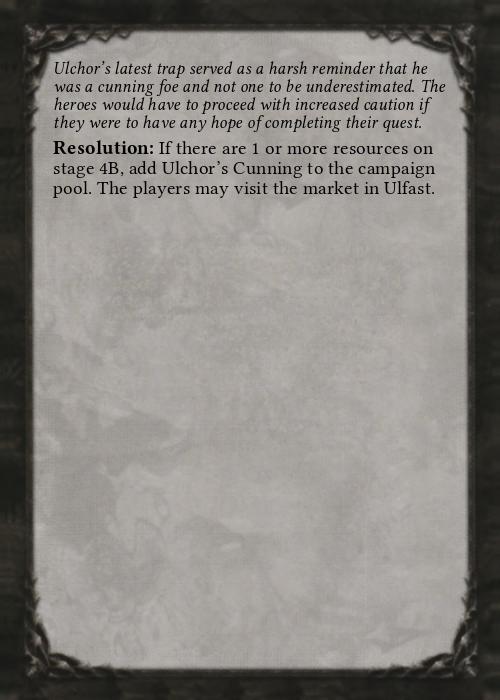 Ulchor’s latest trap served as a harsh reminder that he
was a cunning foe and not one to be underestimated. The
heroes would have to proceed with increased caution if
they were to have any hope of completing their quest.
Resolution: If there are 1 or more resources on
stage 4B, add Ulchor’s Cunning to the campaign
pool. The players may visit the market in Ulfast.